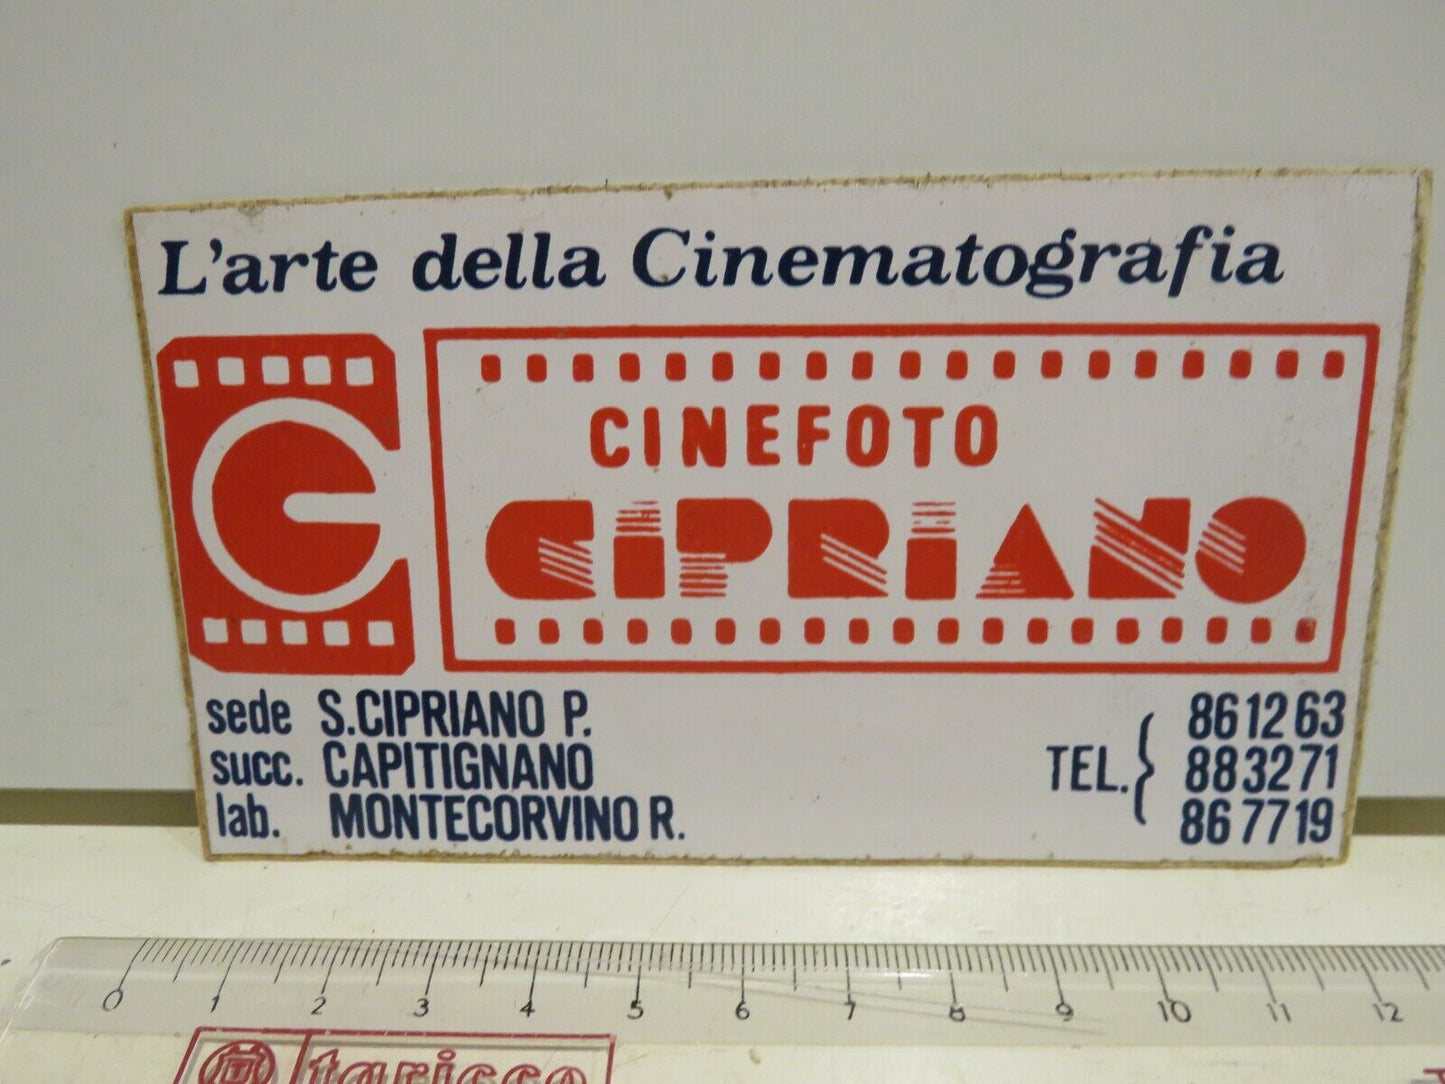 L'arte della Cinematografia
CINEFOTO
CIPRIANO
sede S.CIPRIANO P.
succ. CAPITIGNANO
lab. MONTECORVINO R.
TEL.
861263
883271
867719
0 1 2 3 4 5 6 7 8 9 10 11 12
taricco